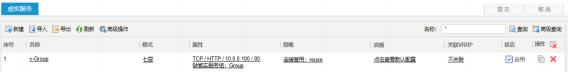 虚拟服务
提 交 取 消
新建 导入 导出 刷新 高级操作 名称: * 查询 高级查询
序号 名称 模式 属性 策略 高级 关联VRRP 状态 操作
1 v-Group 七层 TCP / HTTP / 10.0.0.100 / 80 连接复用: reuse 点击查看默认配置 不关联 启用
缺省实服务组: Group